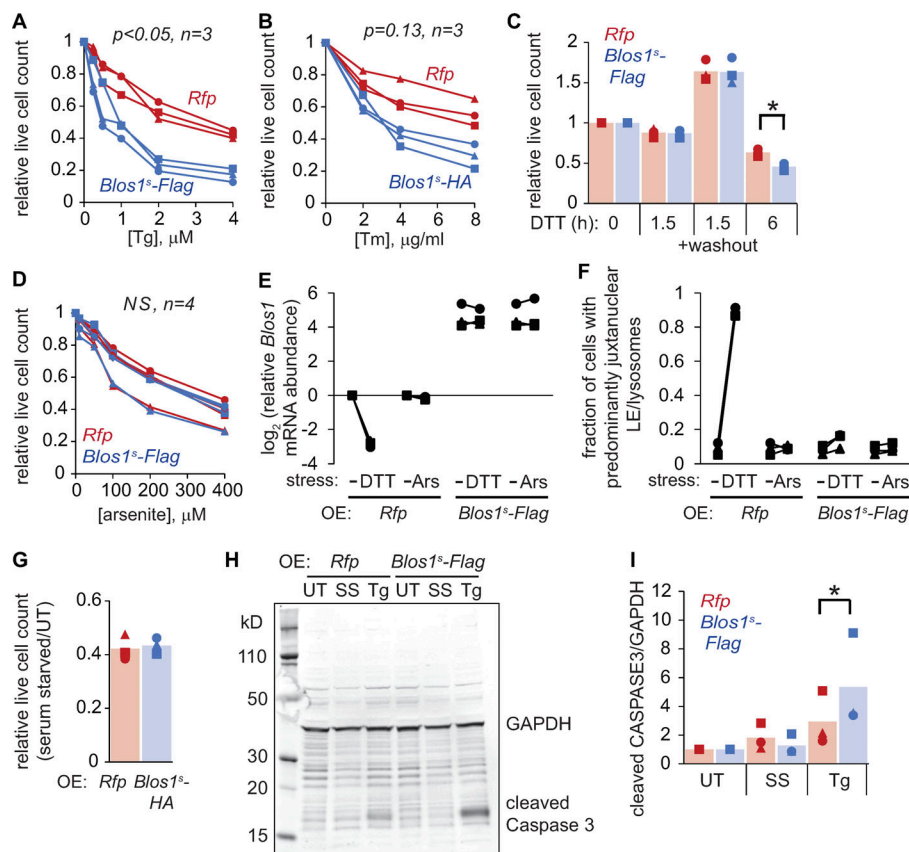 A
p<0.05, n=3
relative live cell count
1
0.8
0.6
0.4
0.2
0
Rfp
Blos1ˢ-Flag
0 1 2 3 4
[Tg], μM
B
p=0.13, n=3
relative live cell count
1
0.8
0.6
0.4
0.2
0
Rfp
Blos1ˢ-HA
0 2 4 6 8
[Tm], μg/ml
C
Rfp
Blos1ˢ-
Flag
relative live cell count
2
1.5
1
0.5
0
*
DTT (h): 0 1.5 1.5 6
+washout
D
NS, n=4
relative live cell count
1
0.8
0.6
0.4
0.2
0
Rfp
Blos1ˢ-Flag
0 100 200 300 400
[arsenite], μM
E
log₂ (relative Blos1
mRNA abundance)
6
4
2
0
-2
-4
stress: -DTT -Ars -DTT -Ars
OE: Rfp Blos1ˢ-Flag
F
fraction of cells with
predominantly juxtanuclear
LE/lysosomes
1
0.8
0.6
0.4
0.2
0
stress: -DTT -Ars -DTT -Ars
OE: Rfp Blos1ˢ-Flag
G
relative live cell count
(serum starved/UT)
0.6
0.4
0.2
0
OE: Rfp Blos1ˢ-
HA
H
OE: Rfp Blos1ˢ-Flag
UT SS Tg UT SS Tg
kD
110
50
30
20
15
GAPDH
cleaved
Caspase 3
I
Rfp
Blos1ˢ-
Flag
cleaved CASPASE3/GAPDH
12
10
8
6
4
2
0
*
UT SS Tg